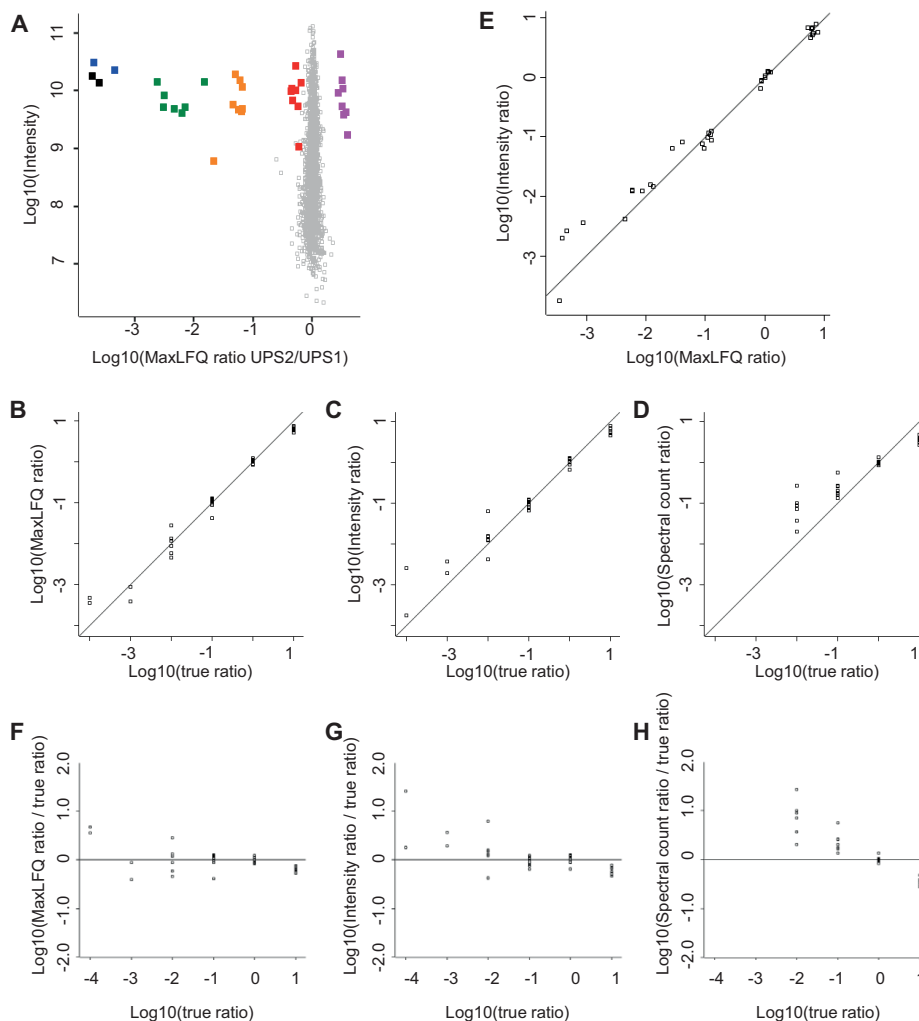 A
11
10
9
8
7
Log10(Intensity)
-3
-2
-1
0
Log10(MaxLFQ ratio UPS2/UPS1)
E
1
0
-1
-2
-3
Log10(Intensity ratio)
-3
-2
-1
0
1
Log10(MaxLFQ ratio)
B
1
-1
-3
Log10(MaxLFQ ratio)
-3
-1
1
Log10(true ratio)
C
1
-1
-3
Log10(Intensity ratio)
-3
-1
1
Log10(true ratio)
D
1
-1
-3
Log10(Spectral count ratio)
-3
-1
1
Log10(true ratio)
F
2.0
1.0
0
-1.0
-2.0
Log10(MaxLFQ ratio / true ratio)
-4
-3
-2
-1
0
1
Log10(true ratio)
G
2.0
1.0
0
-1.0
-2.0
Log10(Intensity ratio / true ratio)
-4
-3
-2
-1
0
1
Log10(true ratio)
H
2.0
1.0
0
-1.0
-2.0
Log10(Spectral count ratio / true ratio)
-4
-3
-2
-1
0
1
Log10(true ratio)